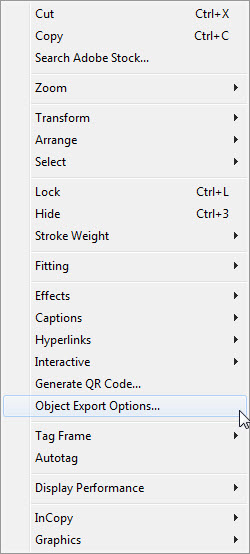 Cut Ctrl+X
Copy Ctrl+C
Search Adobe Stock...
Zoom
Transform
Arrange
Select
Lock Ctrl+L
Hide Ctrl+3
Stroke Weight
Fitting
Effects
Captions
Hyperlinks
Interactive
Generate QR Code...
Object Export Options...
Tag Frame
Autotag
Display Performance
InCopy
Graphics